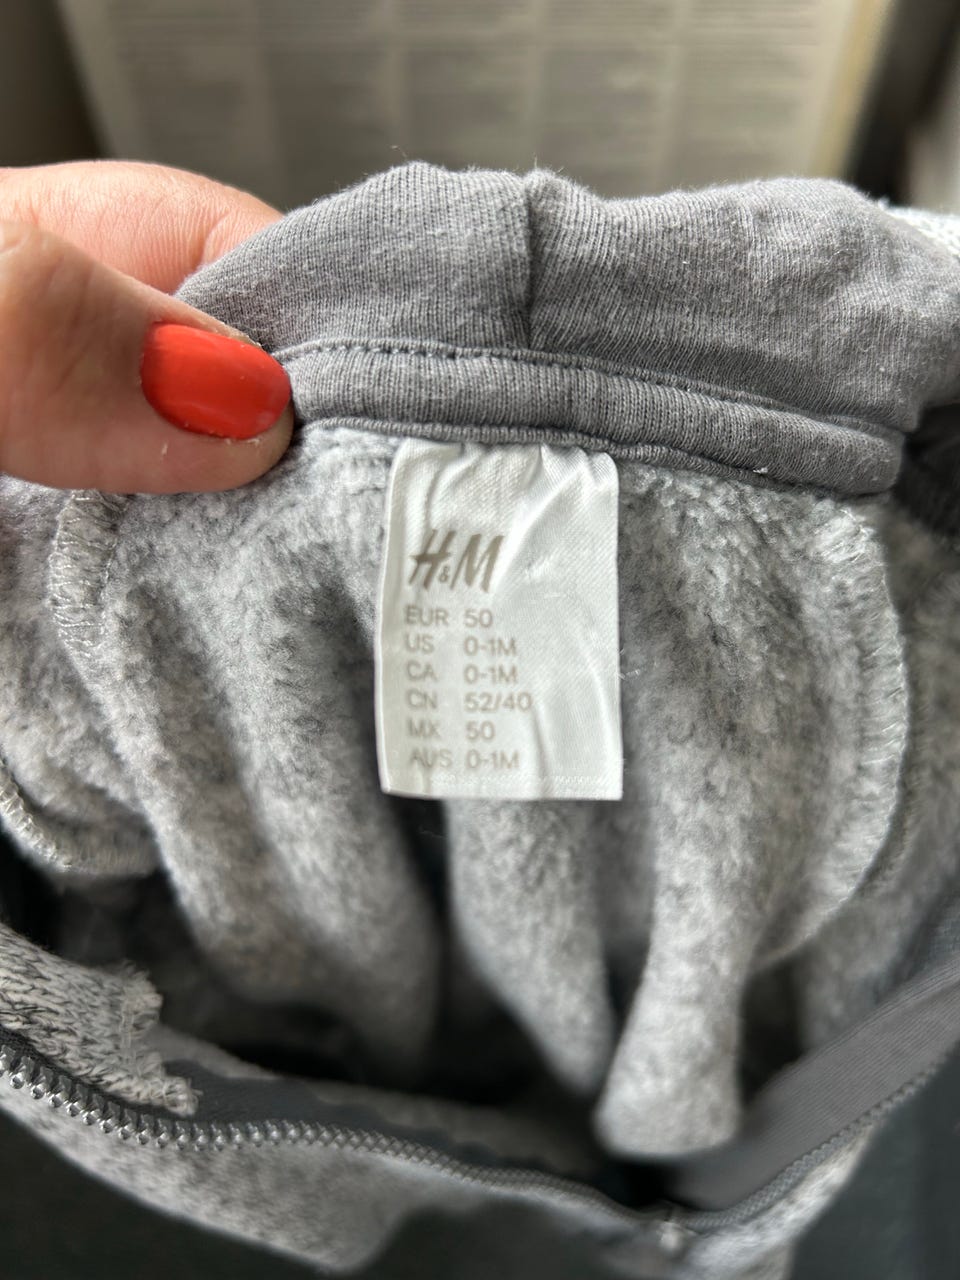 H&M
EUR 50
US 0-1M
CA 0-1M
CN 52/40
MX 50
AUS 0-1M